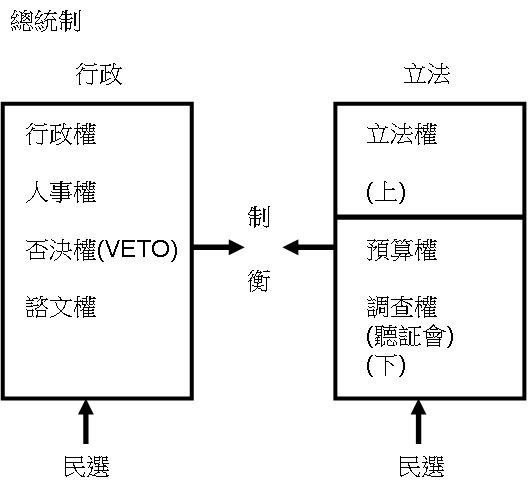 總統制
行政
立法
行政權
人事權
否決權(VETO)
諮文權
制
衡
立法權
(上)
預算權
調查權
(聽証會)
(下)
民選
民選